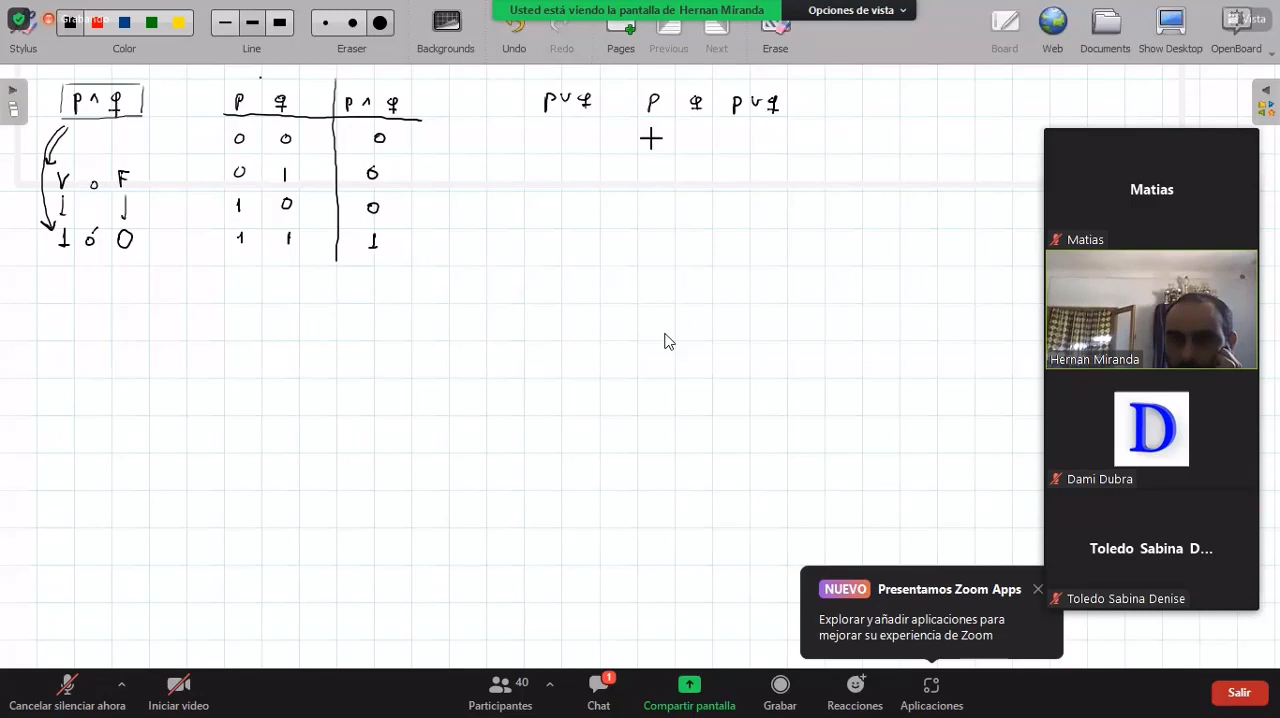 Grabando
Usted está viendo la pantalla de Hernan Miranda
Opciones de vista
Vista
Stylus
Color
Line
Eraser
Backgrounds
Undo
Redo
Pages
Previous
Next
Erase
Board
Web
Documents
Show Desktop
OpenBoard
p ∧ q
p q p ∧ q
0 0 0
0 1 0
1 0 0
1 1 1
V o F
1 ó 0
p ∨ q p q p ∨ q
Matias
Matias
Hernan Miranda
D
Dami Dubra
Toledo Sabina D...
Toledo Sabina Denise
NUEVO Presentamos Zoom Apps
Explorar y añadir aplicaciones para
mejorar su experiencia de Zoom
Cancelar silenciar ahora
Iniciar video
40
Participantes
1
Chat
Compartir pantalla
Grabar
Reacciones
Aplicaciones
Salir